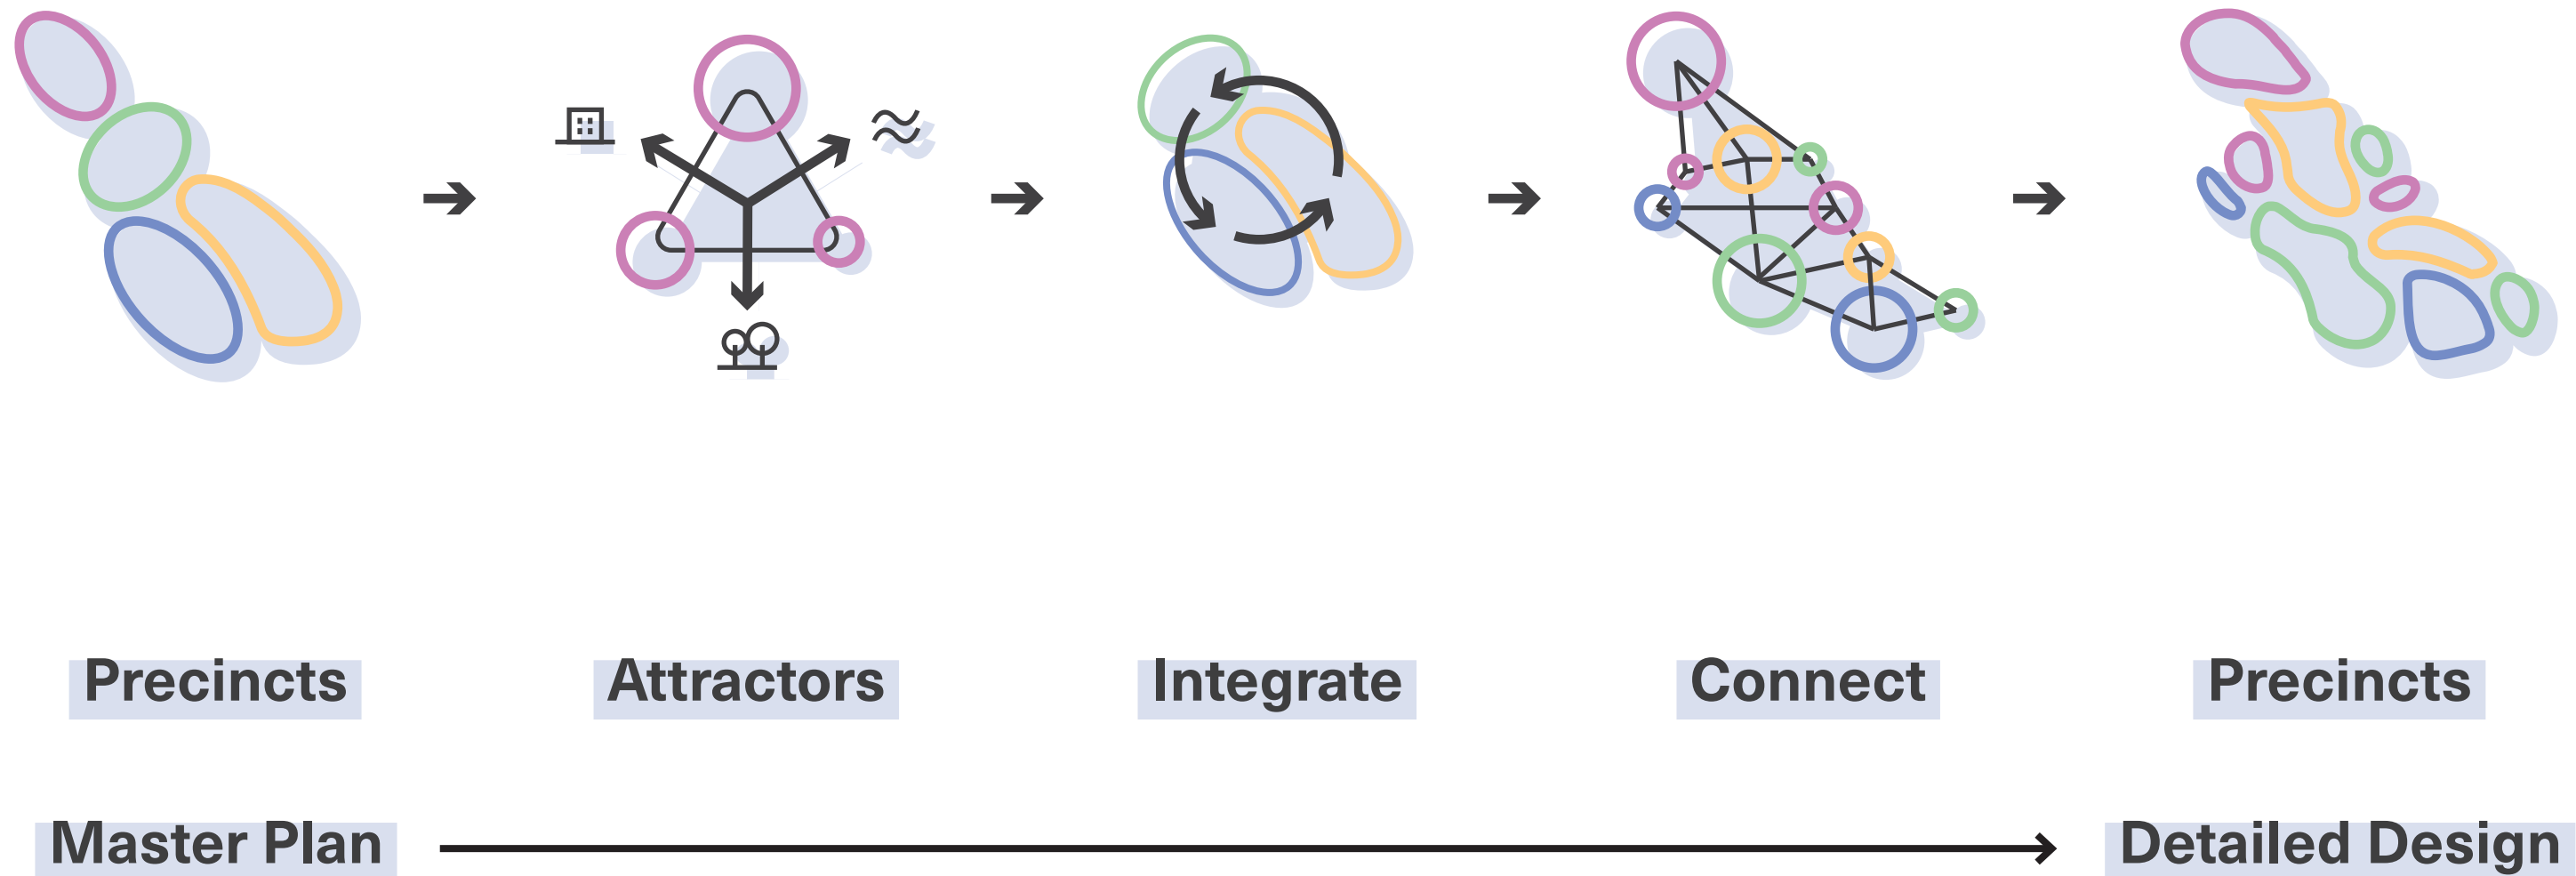 Precincts
Attractors
Integrate
Connect
Precincts
Master Plan
Detailed Design